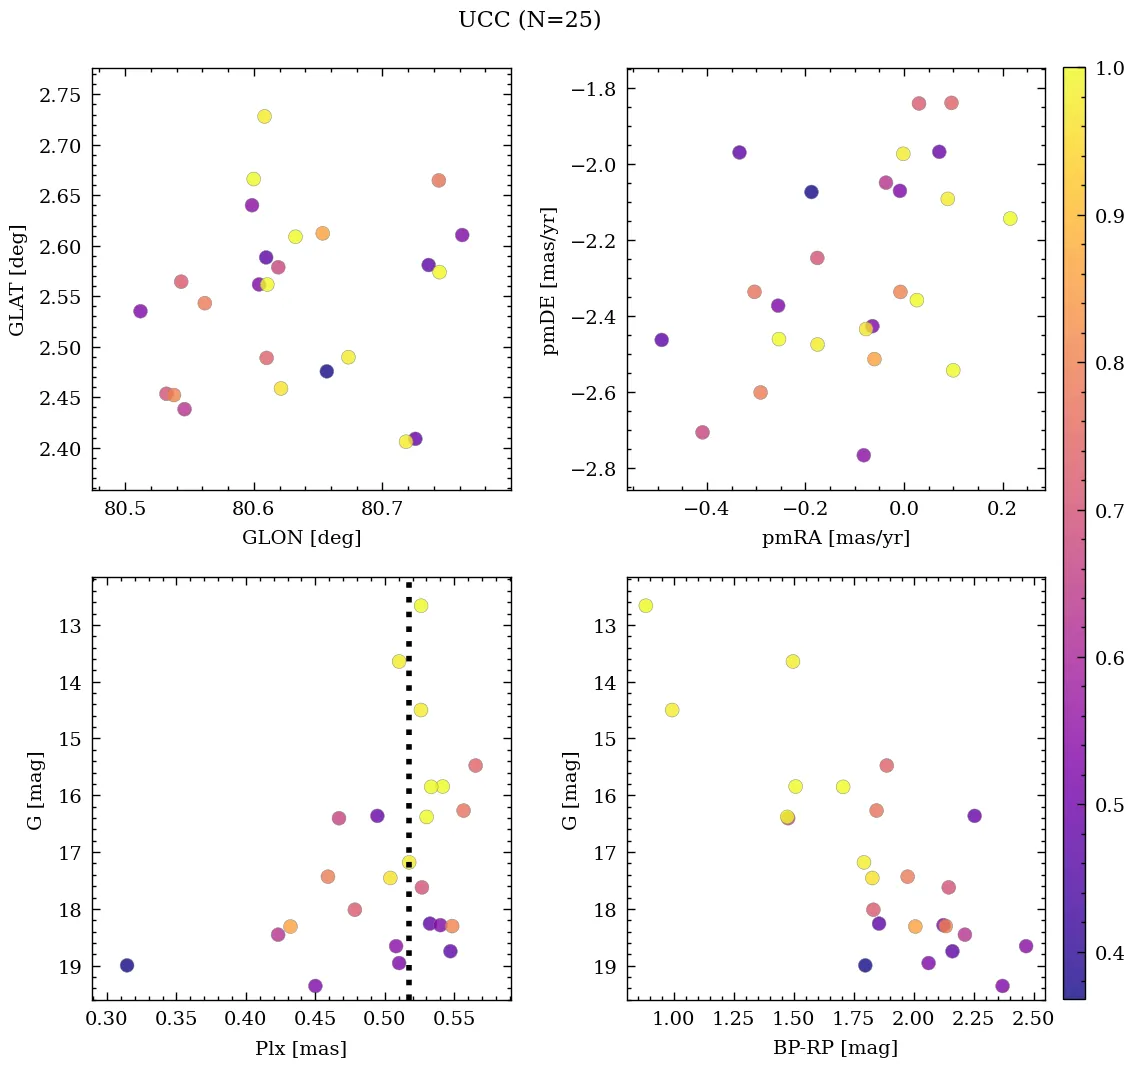 UCC (N=25)
2.75
2.70
2.65
2.60
2.55
2.50
2.45
2.40
GLAT [deg]
80.5 80.6 80.7
GLON [deg]
−1.8
−2.0
−2.2
−2.4
−2.6
−2.8
pmDE [mas/yr]
−0.4 −0.2 0.0 0.2
pmRA [mas/yr]
1.0
0.9
0.8
0.7
0.6
0.5
0.4
13
14
15
16
17
18
19
G [mag]
0.30 0.35 0.40 0.45 0.50 0.55
Plx [mas]
13
14
15
16
17
18
19
G [mag]
1.00 1.25 1.50 1.75 2.00 2.25 2.50
BP-RP [mag]